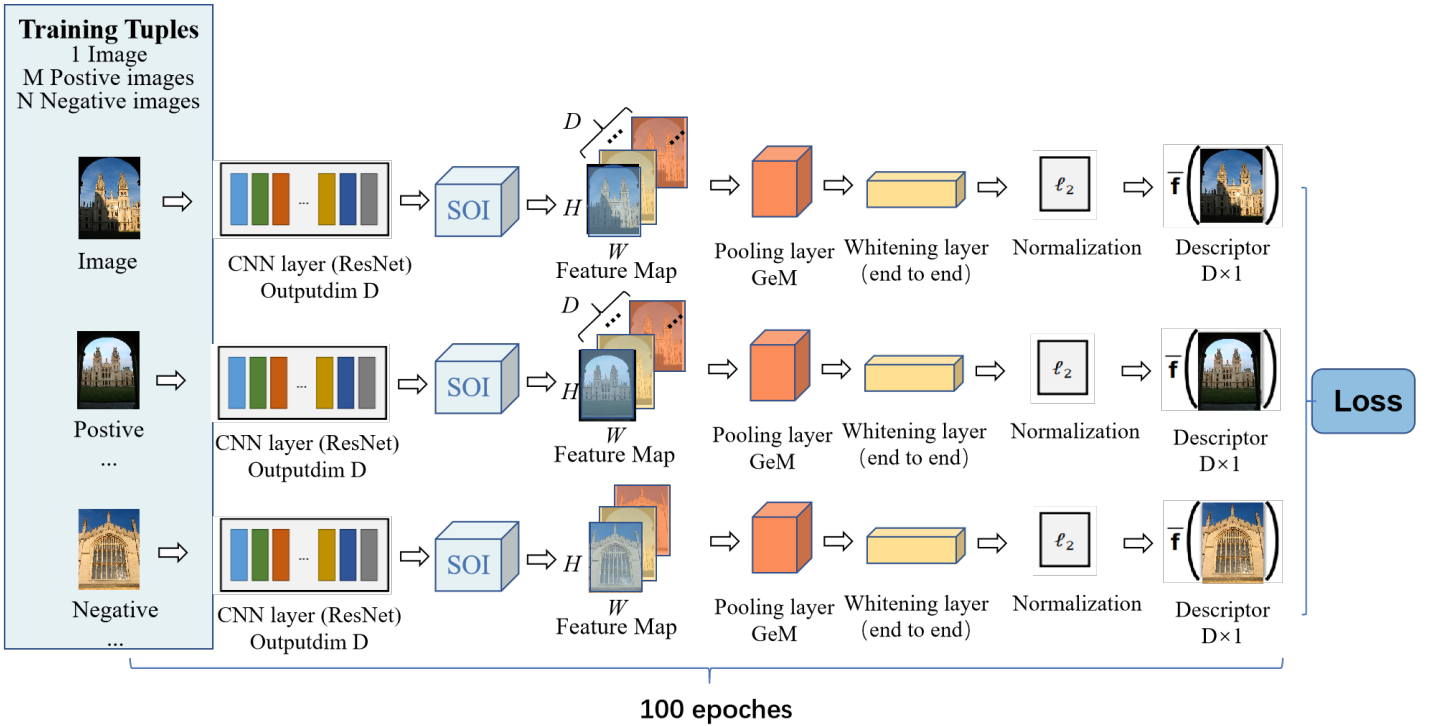 Training Tuples
1 Image
M Postive images
N Negative images
Image
CNN layer (ResNet)
Outputdim D
SOI
D
...
H
W
Feature Map
Pooling layer
GeM
Whitening layer
(end to end)
ℓ2
Normalization
f̅
Descriptor
D×1
Postive
...
CNN layer (ResNet)
Outputdim D
...
SOI
D
H
W
Feature Map
Pooling layer
GeM
Whitening layer
(end to end)
ℓ2
Normalization
f̅
Descriptor
D×1
Negative
...
CNN layer (ResNet)
Outputdim D
...
SOI
H
W
Feature Map
Pooling layer
GeM
Whitening layer
(end to end)
ℓ2
Normalization
f̅
Descriptor
D×1
Loss
100 epoches